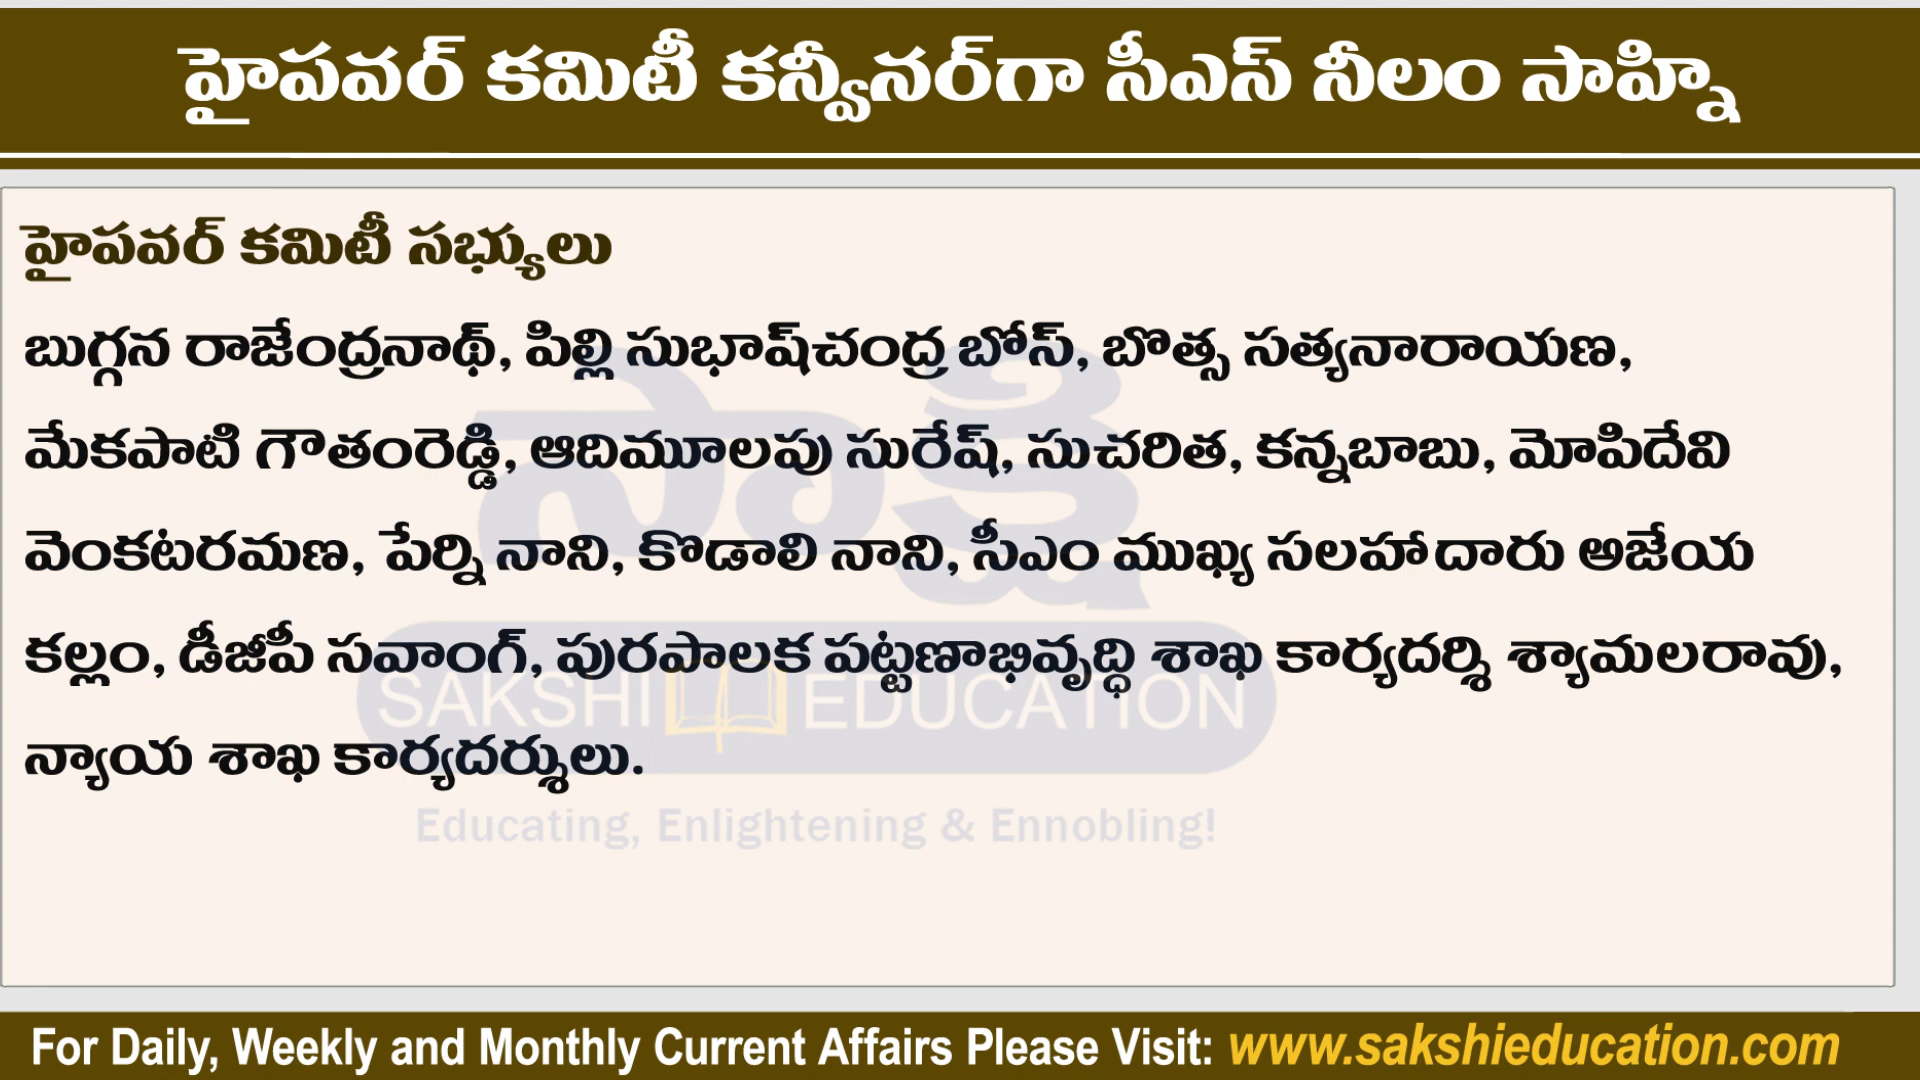 హైపవర్ కమిటీ కన్వీనర్‌గా సీఎస్ నీలం సాహ్ని
హైపవర్ కమిటీ సభ్యులు
బుగ్గన రాజేంద్రనాథ్, పిల్లి సుభాష్‌చంద్ర బోస్, బొత్స సత్యనారాయణ,
మేకపాటి గౌతంరెడ్డి, ఆదిమూలపు సురేష్, సుచరిత, కన్నబాబు, మోపిదేవి
వెంకటరమణ, పేర్ని నాని, కొడాలి నాని, సీఎం ముఖ్య సలహాదారు అజేయ
కల్లం, డీజీపీ సవాంగ్, పురపాలక పట్టణాభివృద్ధి శాఖ కార్యదర్శి శ్యామలరావు,
న్యాయ శాఖ కార్యదర్శులు.
సాక్షి
SAKSHI EDUCATION
Educating, Enlightening & Ennobling!
For Daily, Weekly and Monthly Current Affairs Please Visit: www.sakshieducation.com